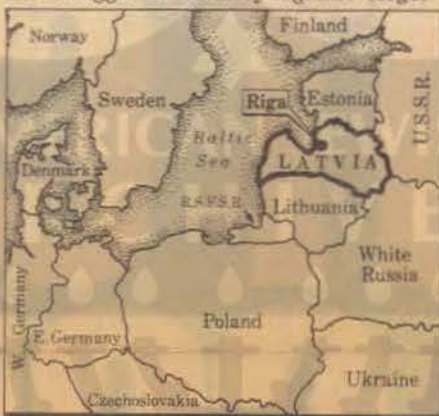 Norway
Finland
U.S.S.R.
Sweden
Riga
Estonia
Baltic
Sea
Denmark
LATVIA
R.S.F.S.R.
Lithuania
White
Russia
W. Germany
E. Germany
Poland
Ukraine
Czechoslovakia